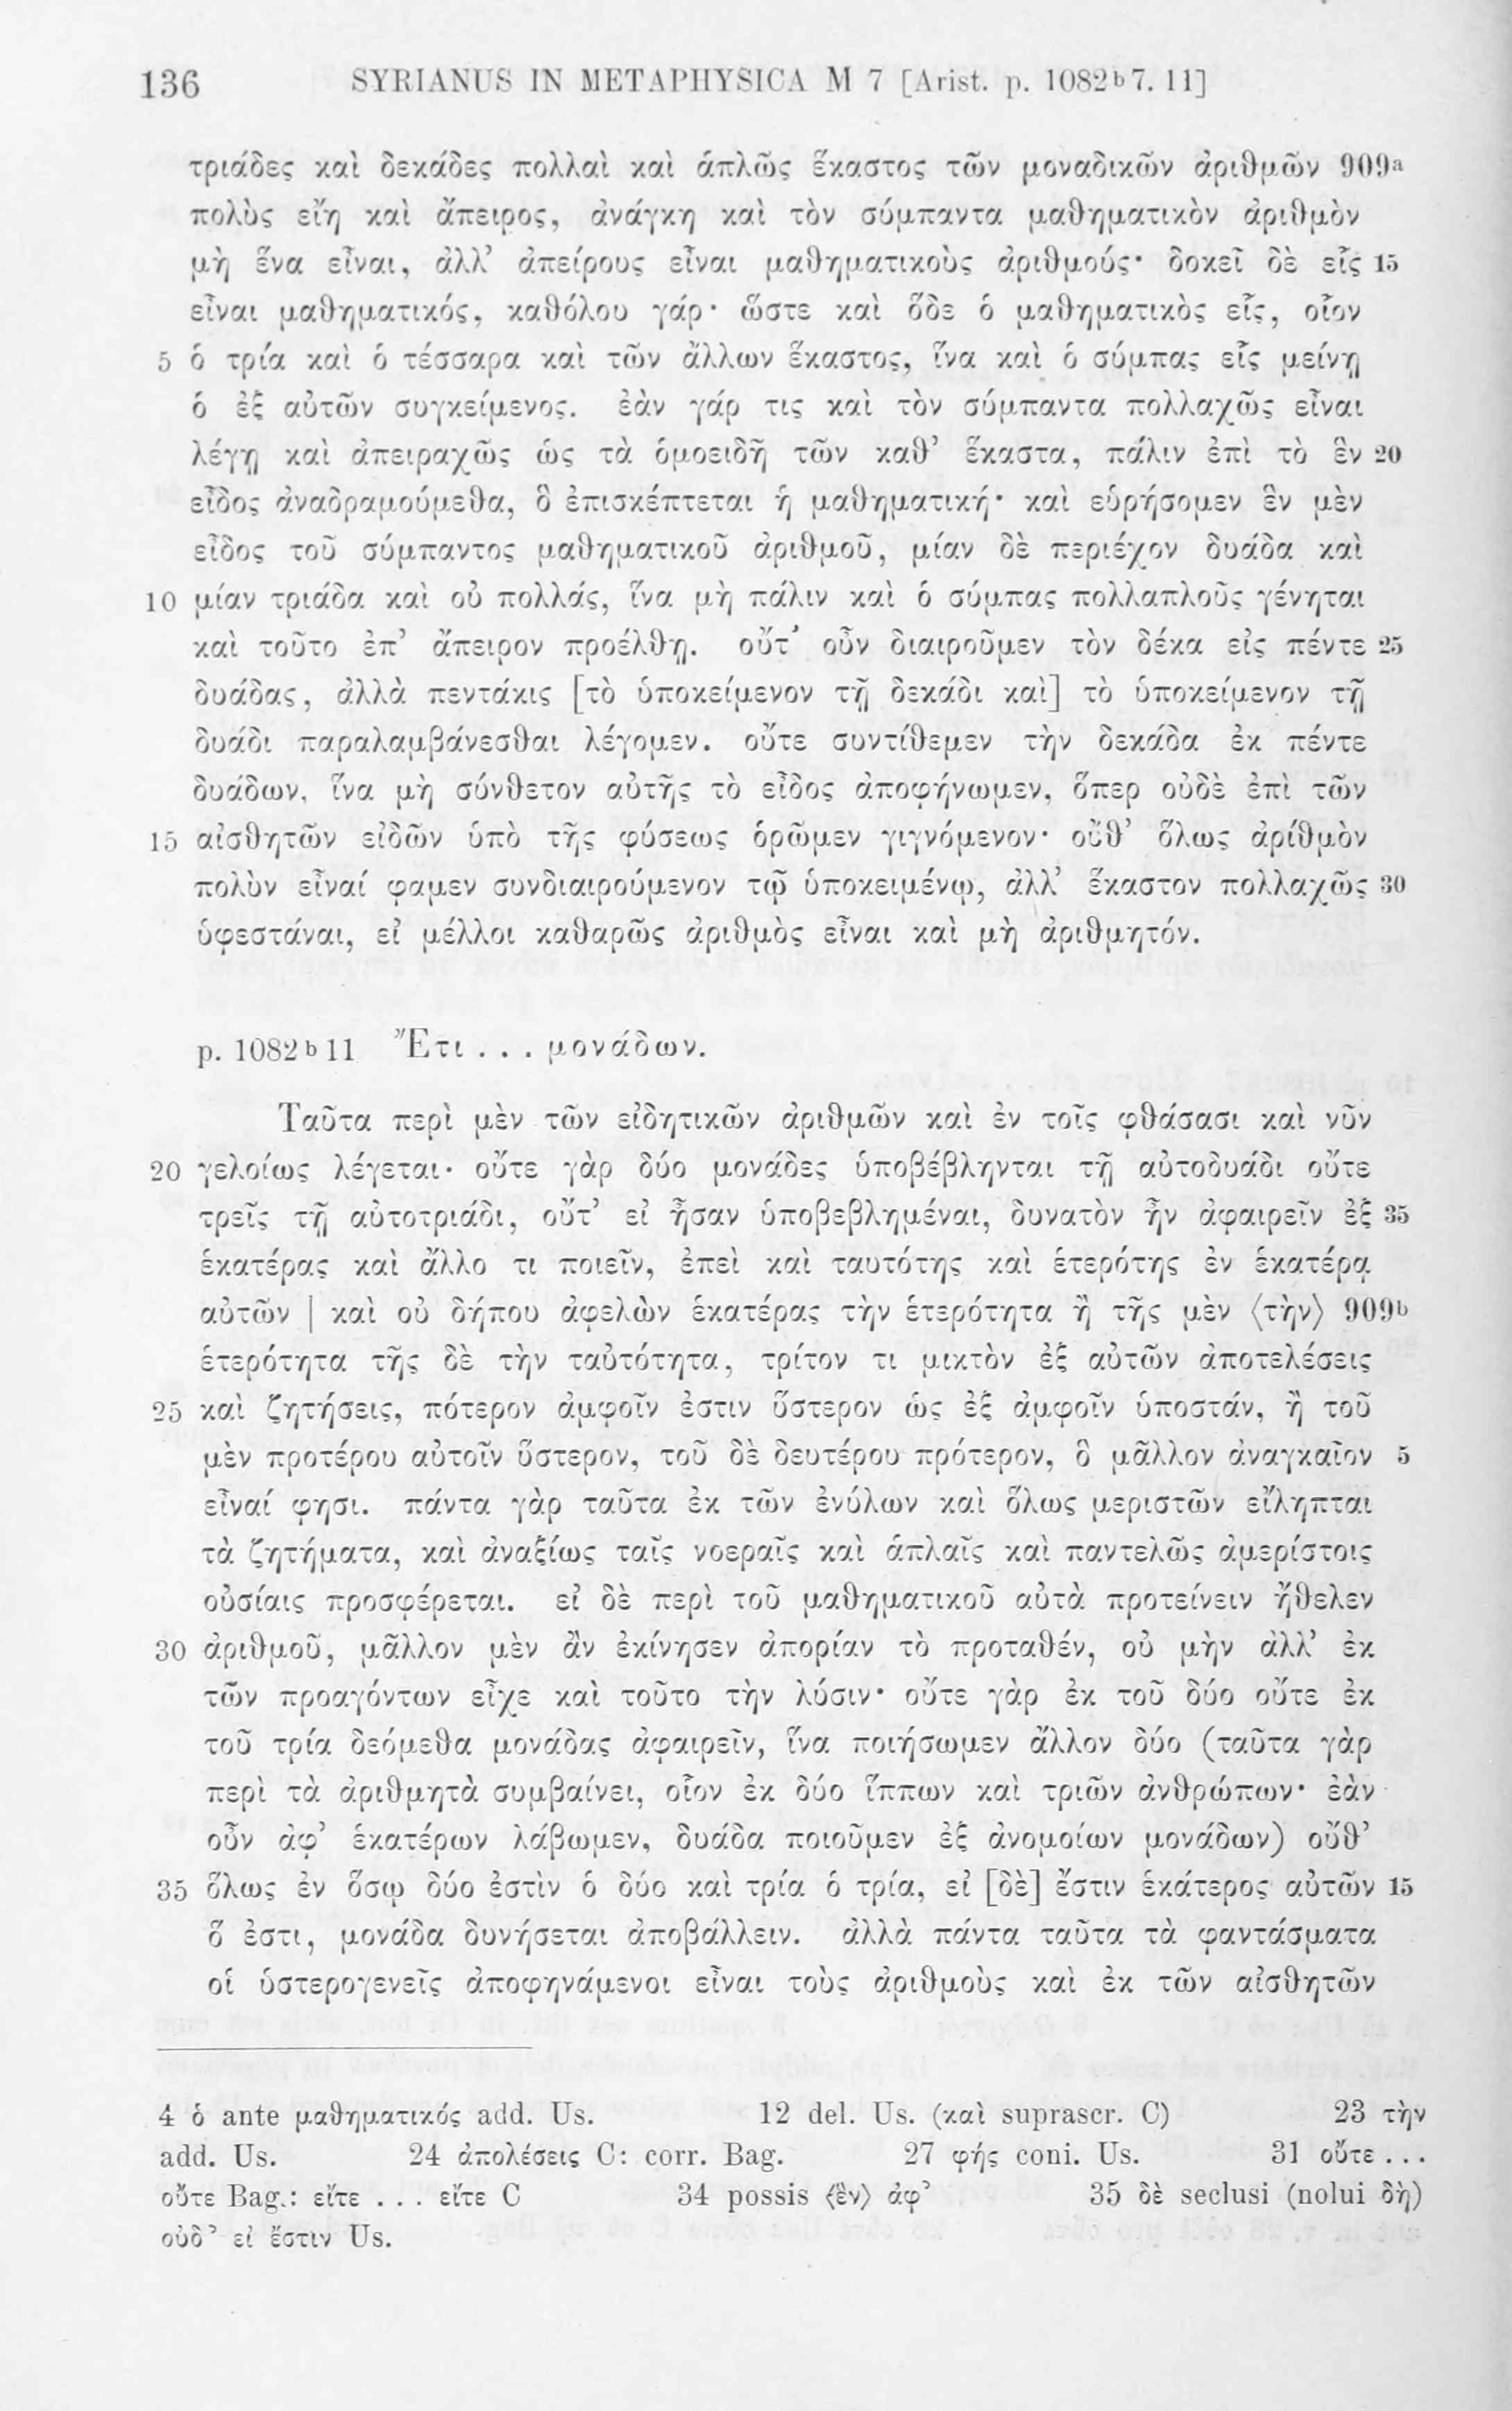 136 SYRIANUS IN METAPHYSICA M 7 [Arist. p. 1082b7. 11]
τριάδες καὶ δεκάδες πολλαὶ καὶ ἁπλῶς ἕκαστος τῶν μοναδικῶν ἀριθμῶν 909a
πολὺς εἴη καὶ ἄπειρος, ἀνάγκη καὶ τὸν σύμπαντα μαθηματικὸν ἀριθμὸν
μὴ ἕνα εἶναι, ἀλλ’ ἀπείρους εἶναι μαθηματικοὺς ἀριθμούς· δοκεῖ δὲ εἷς 15
εἶναι μαθηματικός, καθόλου γάρ· ὥστε καὶ ὅδε ὁ μαθηματικὸς εἷς, οἷον
5 ὁ τρία καὶ ὁ τέσσαρα καὶ τῶν ἄλλων ἕκαστος, ἵνα καὶ ὁ σύμπας εἷς μείνῃ
ὁ ἐξ αὐτῶν συγκείμενος. ἐὰν γάρ τις καὶ τὸν σύμπαντα πολλαχῶς εἶναι
λέγῃ καὶ ἀπειραχῶς ὡς τὰ ὁμοειδῆ τῶν καθ’ ἕκαστα, πάλιν ἐπὶ τὸ ἓν 20
εἶδος ἀναδραμούμεθα, ὃ ἐπισκέπτεται ἡ μαθηματική· καὶ εὑρήσομεν ἓν μὲν
εἶδος τοῦ σύμπαντος μαθηματικοῦ ἀριθμοῦ, μίαν δὲ περιέχον δυάδα καὶ
10 μίαν τριάδα καὶ οὐ πολλάς, ἵνα μὴ πάλιν καὶ ὁ σύμπας πολλαπλοῦς γένηται
καὶ τοῦτο ἐπ’ ἄπειρον προέλθῃ. οὔτ’ οὖν διαιροῦμεν τὸν δέκα εἰς πέντε 25
δυάδας, ἀλλὰ πεντάκις [τὸ ὑποκείμενον τῇ δεκάδι καὶ] τὸ ὑποκείμενον τῇ
δυάδι παραλαμβάνεσθαι λέγομεν. οὔτε συντίθεμεν τὴν δεκάδα ἐκ πέντε
δυάδων, ἵνα μὴ σύνθετον αὐτῆς τὸ εἶδος ἀποφήνωμεν, ὅπερ οὐδὲ ἐπὶ τῶν
15 αἰσθητῶν εἰδῶν ὑπὸ τῆς φύσεως ὁρῶμεν γιγνόμενον· οὔθ’ ὅλως ἀρίθμὸν
πολὺν εἶναί φαμεν συνδιαιρούμενον τῷ ὑποκειμένῳ, ἀλλ’ ἕκαστον πολλαχῶς 30
ὑφεστάναι, εἰ μέλλοι καθαρῶς ἀριθμὸς εἶναι καὶ μὴ ἀριθμητόν.
p. 1082b11 Ἔτι . . . μονάδων.
Ταῦτα περὶ μὲν τῶν εἰδητικῶν ἀριθμῶν καὶ ἐν τοῖς φθάσασι καὶ νῦν
20 γελοίως λέγεται· οὔτε γὰρ δύο μονάδες ὑποβέβληνται τῇ αὐτοδυάδι οὔτε
τρεῖς τῇ αὐτοτριάδι, οὔτ’ εἰ ἦσαν ὑποβεβλημέναι, δυνατὸν ἦν ἀφαιρεῖν ἐξ 35
ἑκατέρας καὶ ἄλλο τι ποιεῖν, ἐπεὶ καὶ ταυτότης καὶ ἑτερότης ἐν ἑκατέρᾳ
αὐτῶν | καὶ οὐ δήπου ἀφελὼν ἑκατέρας τὴν ἑτερότητα ἢ τῆς μὲν ⟨τὴν⟩ 909b
ἑτερότητα τῆς δὲ τὴν ταὐτότητα, τρίτον τι μικτὸν ἐξ αὐτῶν ἀποτελέσεις
25 καὶ ζητήσεις, πότερον ἀμφοῖν ἐστιν ὕστερον ὡς ἐξ ἀμφοῖν ὑποστάν, ἢ τοῦ
μὲν προτέρου αὐτοῖν ὕστερον, τοῦ δὲ δευτέρου πρότερον, ὃ μᾶλλον ἀναγκαῖον 5
εἶναί φησι. πάντα γὰρ ταῦτα ἐκ τῶν ἐνύλων καὶ ὅλως μεριστῶν εἴληπται
τὰ ζητήματα, καὶ ἀναξίως ταῖς νοεραῖς καὶ ἁπλαῖς καὶ παντελῶς ἀμερίστοις
οὐσίαις προσφέρεται. εἰ δὲ περὶ τοῦ μαθηματικοῦ αὐτὰ προτείνειν ἤθελεν
30 ἀριθμοῦ, μᾶλλον μὲν ἂν ἐκίνησεν ἀπορίαν τὸ προταθέν, οὐ μὴν ἀλλ’ ἐκ
τῶν προαγόντων εἶχε καὶ τοῦτο τὴν λύσιν· οὔτε γὰρ ἐκ τοῦ δύο οὔτε ἐκ
τοῦ τρία δεόμεθα μονάδας ἀφαιρεῖν, ἵνα ποιήσωμεν ἄλλον δύο (ταῦτα γὰρ
περὶ τὰ ἀριθμητὰ συμβαίνει, οἷον ἐκ δύο ἵππων καὶ τριῶν ἀνθρώπων· ἐὰν
οὖν ἀφ’ ἑκατέρων λάβωμεν, δυάδα ποιοῦμεν ἐξ ἀνομοίων μονάδων) οὔθ’
35 ὅλως ἐν ὅσῳ δύο ἐστὶν ὁ δύο καὶ τρία ὁ τρία, εἰ [δὲ] ἔστιν ἑκάτερος αὐτῶν 15
ὅ ἐστι, μονάδα δυνήσεται ἀποβάλλειν. ἀλλὰ πάντα ταῦτα τὰ φαντάσματα
οἱ ὑστερογενεῖς ἀποφηνάμενοι εἶναι τοὺς ἀριθμοὺς καὶ ἐκ τῶν αἰσθητῶν
4 ὁ ante μαθηματικός add. Us. 12 del. Us. (καὶ suprascr. C) 23 τὴν
add. Us. 24 ἀπολέσεις C: corr. Bag. 27 φής coni. Us. 31 οὔτε . . .
οὔτε Bag.: εἴτε . . . εἴτε C 34 possis ⟨ἓν⟩ ἀφ’ 35 δὲ seclusi (nolui δὴ)
οὐδ’ εἰ ἔστιν Us.